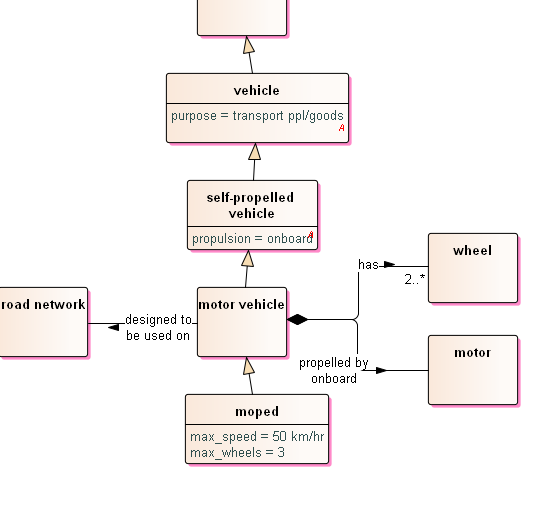 vehicle
purpose = transport ppl/goods
A
self-propelled
vehicle
propulsion = onboard
A
wheel
has
2..*
road network
designed to
be used on
motor vehicle
propelled by
onboard
motor
moped
max_speed = 50 km/hr
max_wheels = 3